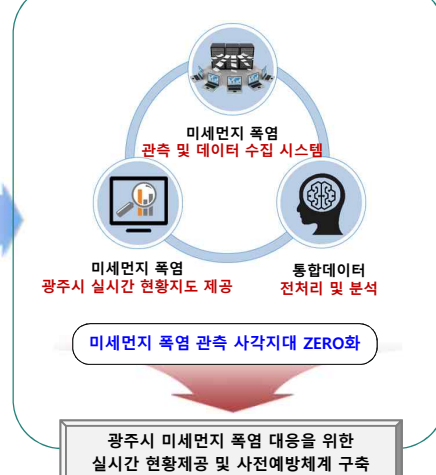 미세먼지 폭염
관측 및 데이터 수집 시스템
미세먼지 폭염
광주시 실시간 현황지도 제공
통합데이터
전처리 및 분석
미세먼지 폭염 관측 사각지대 ZERO화
광주시 미세먼지 폭염 대응을 위한
실시간 현황제공 및 사전예방체계 구축